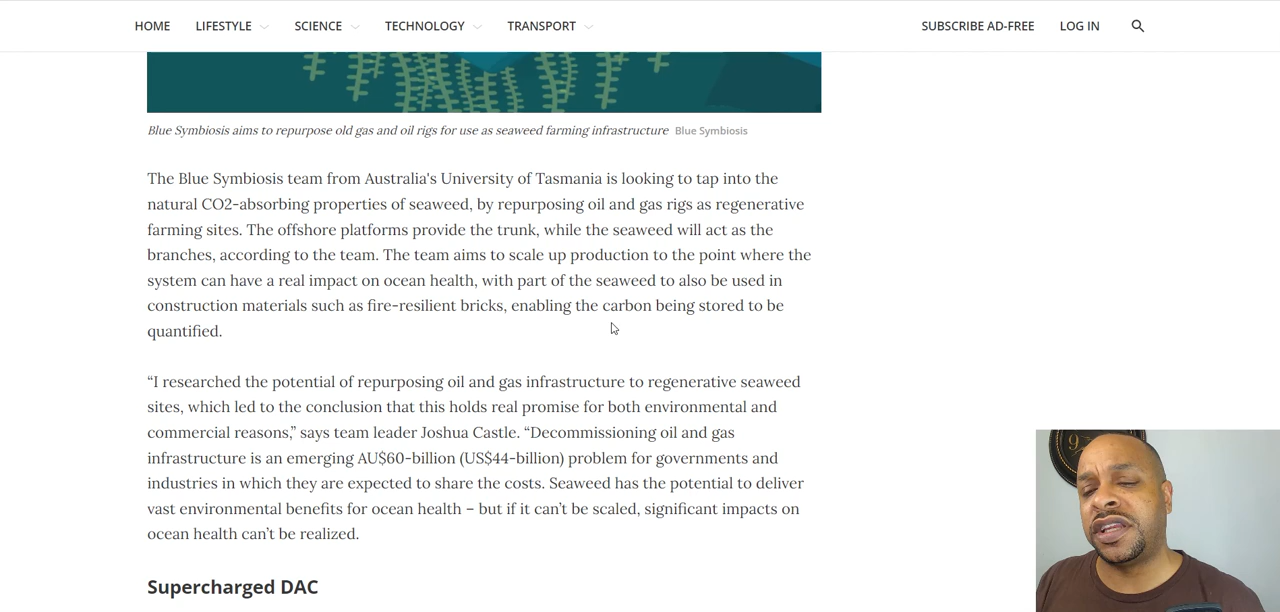 HOME LIFESTYLE SCIENCE TECHNOLOGY TRANSPORT SUBSCRIBE AD-FREE LOG IN
Blue Symbiosis aims to repurpose old gas and oil rigs for use as seaweed farming infrastructure Blue Symbiosis
The Blue Symbiosis team from Australia's University of Tasmania is looking to tap into the
natural CO2-absorbing properties of seaweed, by repurposing oil and gas rigs as regenerative
farming sites. The offshore platforms provide the trunk, while the seaweed will act as the
branches, according to the team. The team aims to scale up production to the point where the
system can have a real impact on ocean health, with part of the seaweed to also be used in
construction materials such as fire-resilient bricks, enabling the carbon being stored to be
quantified.
“I researched the potential of repurposing oil and gas infrastructure to regenerative seaweed
sites, which led to the conclusion that this holds real promise for both environmental and
commercial reasons,” says team leader Joshua Castle. “Decommissioning oil and gas
infrastructure is an emerging AU$60-billion (US$44-billion) problem for governments and
industries in which they are expected to share the costs. Seaweed has the potential to deliver
vast environmental benefits for ocean health – but if it can’t be scaled, significant impacts on
ocean health can’t be realized.
Supercharged DAC